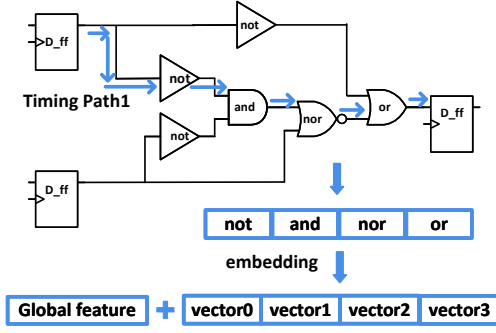 not
D_ff
not
Timing Path1
and
or
D_ff
nor
not
D_ff
not and nor or
embedding
Global feature + vector0 vector1 vector2 vector3